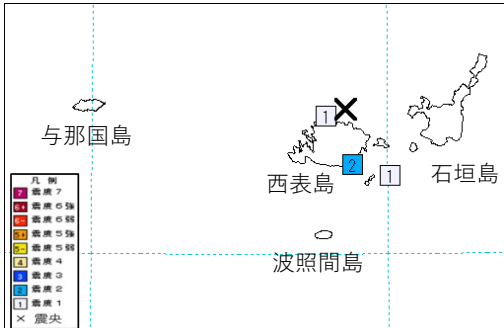 1
与那国島
2
1
西表島
石垣島
波照間島
凡例
7 震度7
6+ 震度6強
6- 震度6弱
5+ 震度5強
5- 震度5弱
4 震度4
3 震度3
2 震度2
1 震度1
× 震央